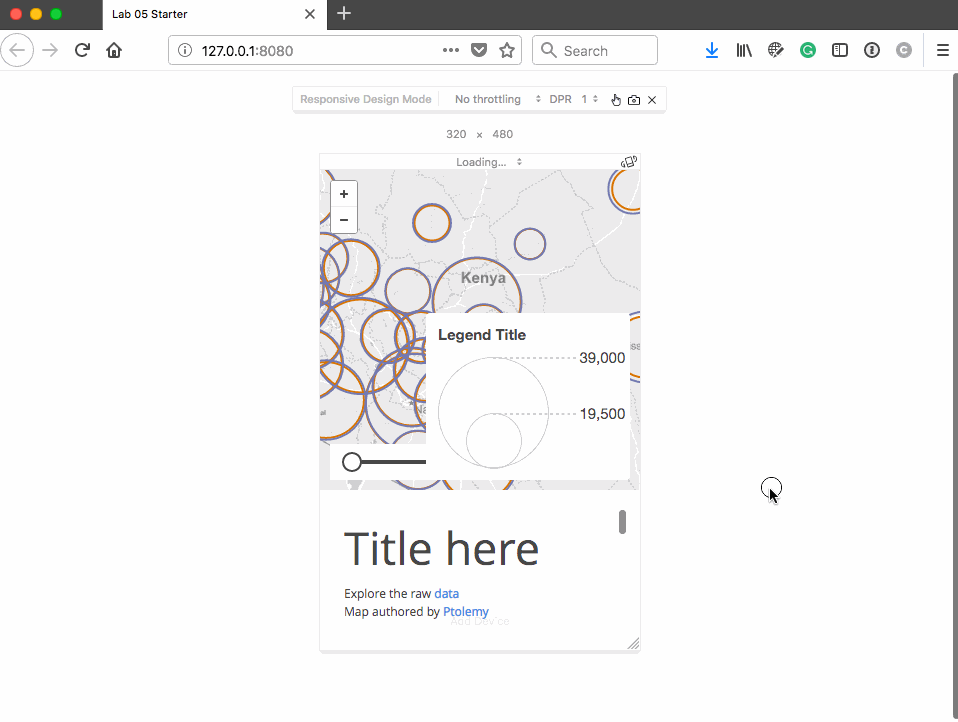 Lab 05 Starter
127.0.0.1:8080
Search
Responsive Design Mode No throttling DPR 1
320 × 480
Loading...
+
−
Kenya
Legend Title
39,000
19,500
Title here
Explore the raw data
Map authored by Ptolemy
Add Device